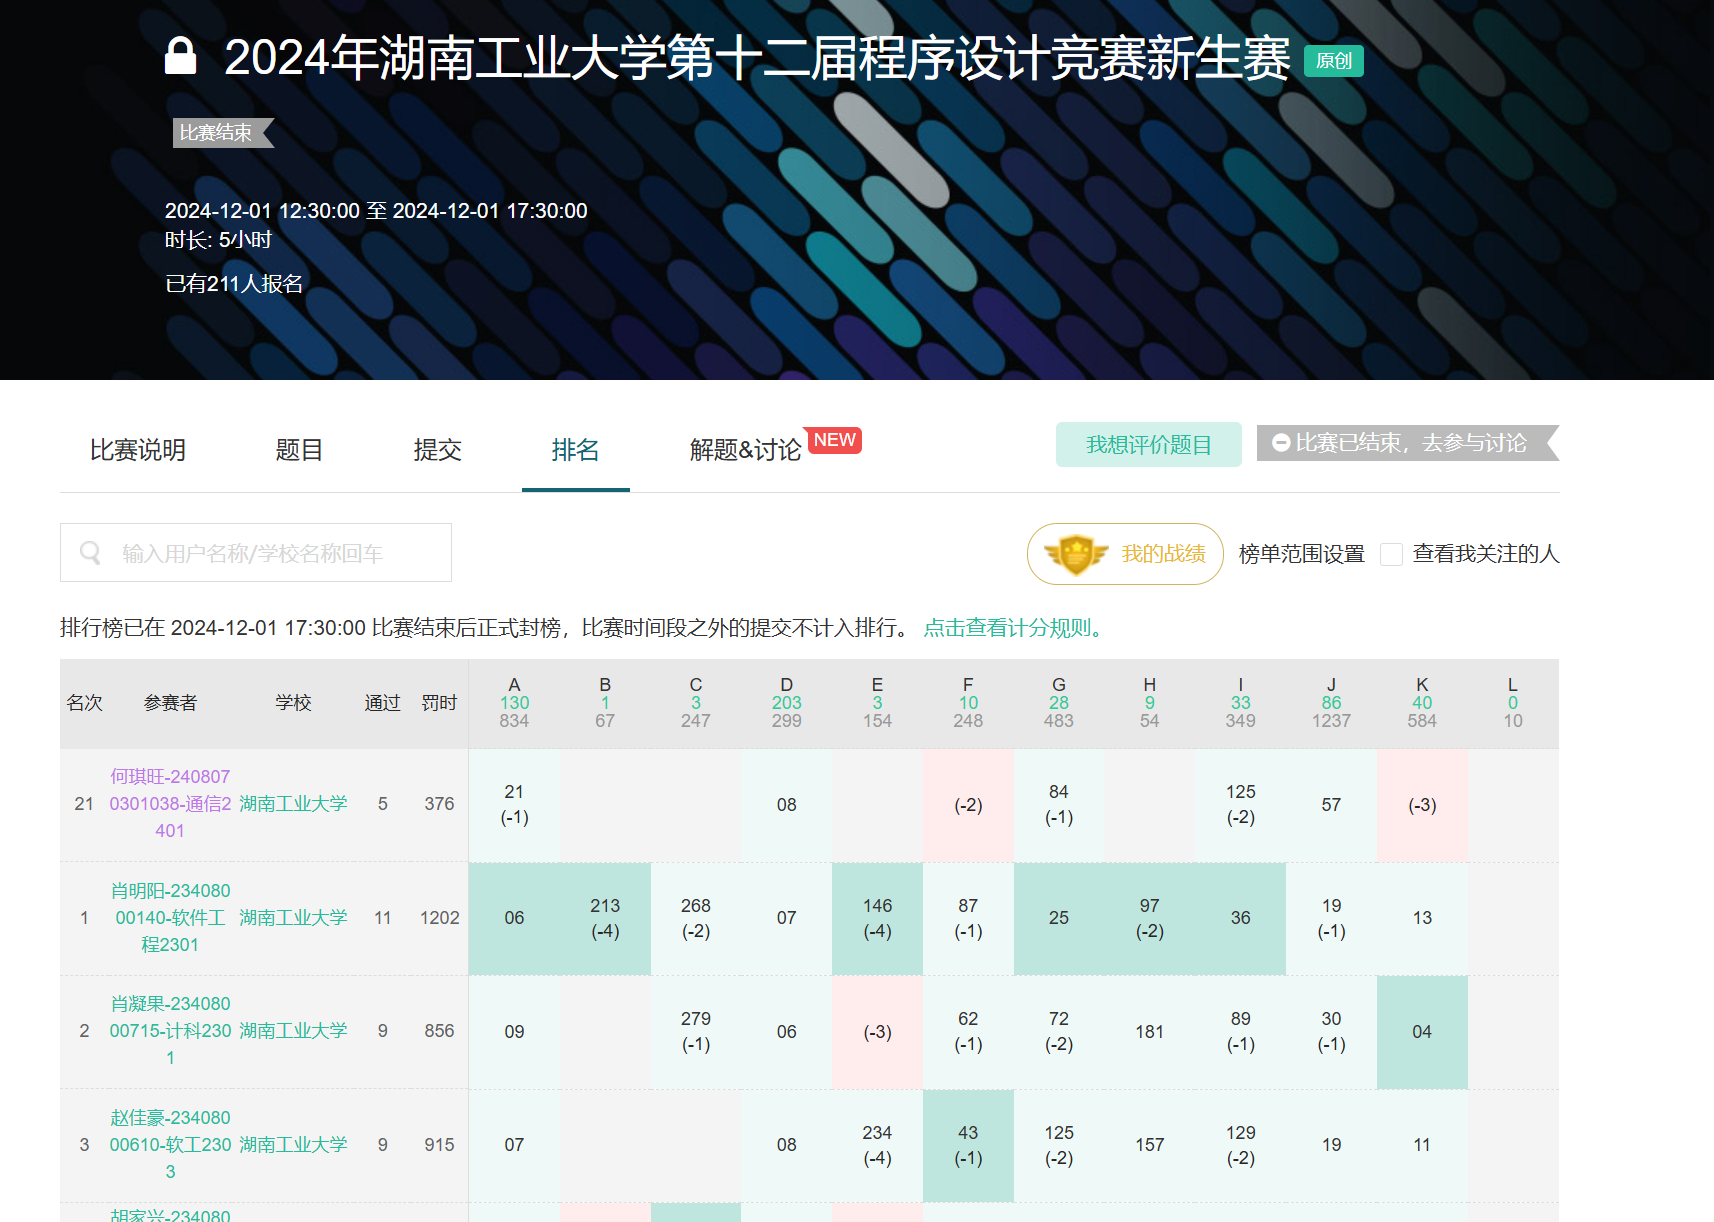 2024年湖南工业大学第十二届程序设计竞赛新生赛 原创
比赛结束
2024-12-01 12:30:00 至 2024-12-01 17:30:00
时长: 5小时
已有211人报名
比赛说明 题目 提交 排名 解题&讨论 NEW 我想评价题目 比赛已结束，去参与讨论
输入用户名称/学校名称回车 我的战绩 榜单范围设置 查看我关注的人
排行榜已在 2024-12-01 17:30:00 比赛结束后正式封榜，比赛时间段之外的提交不计入排行。 点击查看计分规则。
名次 参赛者 学校 通过 罚时 A B C D E F G H I J K L
130 1 3 203 3 10 28 9 33 86 40 0
834 67 247 299 154 248 483 54 349 1237 584 10
何琪旺-240807
21 0301038-通信2 湖南工业大学 5 376 21 08 (-2) 84 125 57 (-3)
401 (-1) (-1) (-2)
肖明阳-234080
1 00140-软件工 湖南工业大学 11 1202 06 213 268 07 146 87 25 97 36 19 13
程2301 (-4) (-2) (-4) (-1) (-2) (-1)
肖凝果-234080
2 00715-计科230 湖南工业大学 9 856 09 279 06 (-3) 62 72 181 89 30 04
1 (-1) (-1) (-2) (-1) (-1)
赵佳豪-234080
3 00610-软工230 湖南工业大学 9 915 07 08 234 43 125 157 129 19 11
3 (-4) (-1) (-2) (-2)
胡家兴-234080